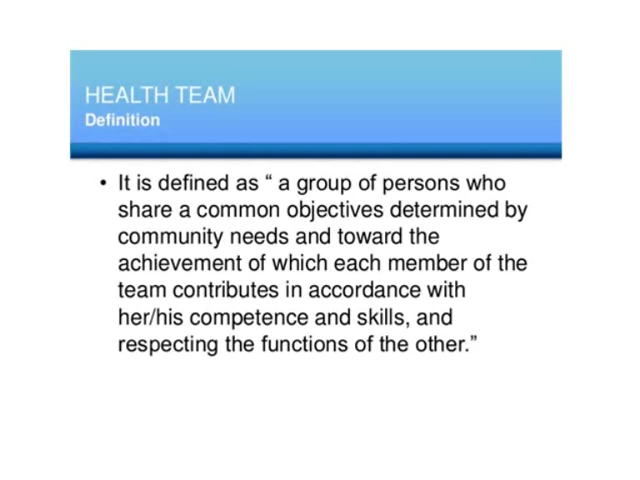 HEALTH TEAM
Definition
• It is defined as “ a group of persons who
share a common objectives determined by
community needs and toward the
achievement of which each member of the
team contributes in accordance with
her/his competence and skills, and
respecting the functions of the other.”